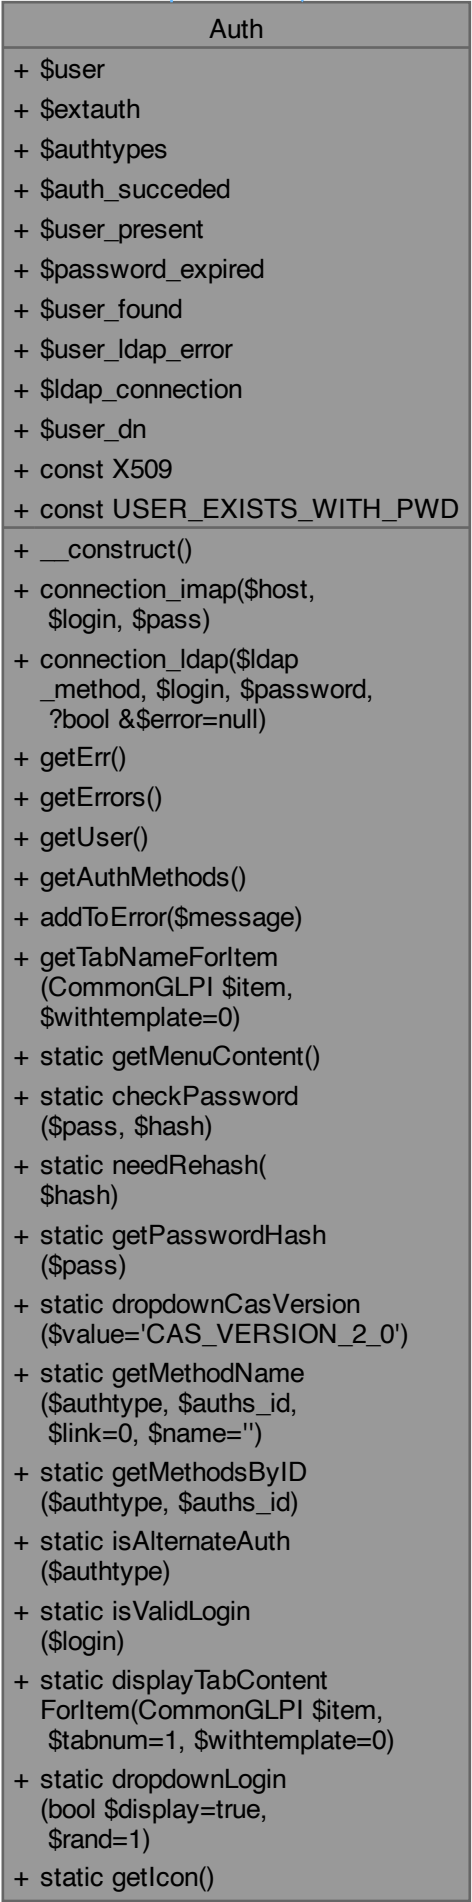 Auth
+ $user
+ $extauth
+ $authtypes
+ $auth_succeded
+ $user_present
+ $password_expired
+ $user_found
+ $user_ldap_error
+ $ldap_connection
+ $user_dn
+ const X509
+ const USER_EXISTS_WITH_PWD
+ __construct()
+ connection_imap($host,
$login, $pass)
+ connection_ldap($ldap
_method, $login, $password,
?bool &$error=null)
+ getErr()
+ getErrors()
+ getUser()
+ getAuthMethods()
+ addToError($message)
+ getTabNameForItem
(CommonGLPI $item,
$withtemplate=0)
+ static getMenuContent()
+ static checkPassword
($pass, $hash)
+ static needRehash(
$hash)
+ static getPasswordHash
($pass)
+ static dropdownCasVersion
($value='CAS_VERSION_2_0')
+ static getMethodName
($authtype, $auths_id,
$link=0, $name='')
+ static getMethodsByID
($authtype, $auths_id)
+ static isAlternateAuth
($authtype)
+ static isValidLogin
($login)
+ static displayTabContent
ForItem(CommonGLPI $item,
$tabnum=1, $withtemplate=0)
+ static dropdownLogin
(bool $display=true,
$rand=1)
+ static getIcon()